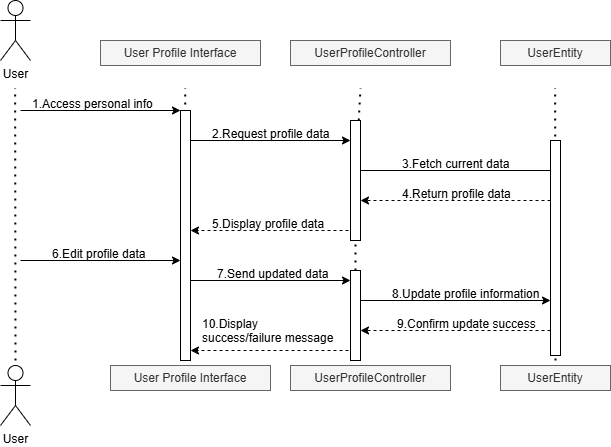 User
User Profile Interface
UserProfileController
UserEntity
1.Access personal info
2.Request profile data
3.Fetch current data
4.Return profile data
5.Display profile data
6.Edit profile data
7.Send updated data
8.Update profile information
9.Confirm update success
10.Display
success/failure message
User Profile Interface
UserProfileController
UserEntity
User